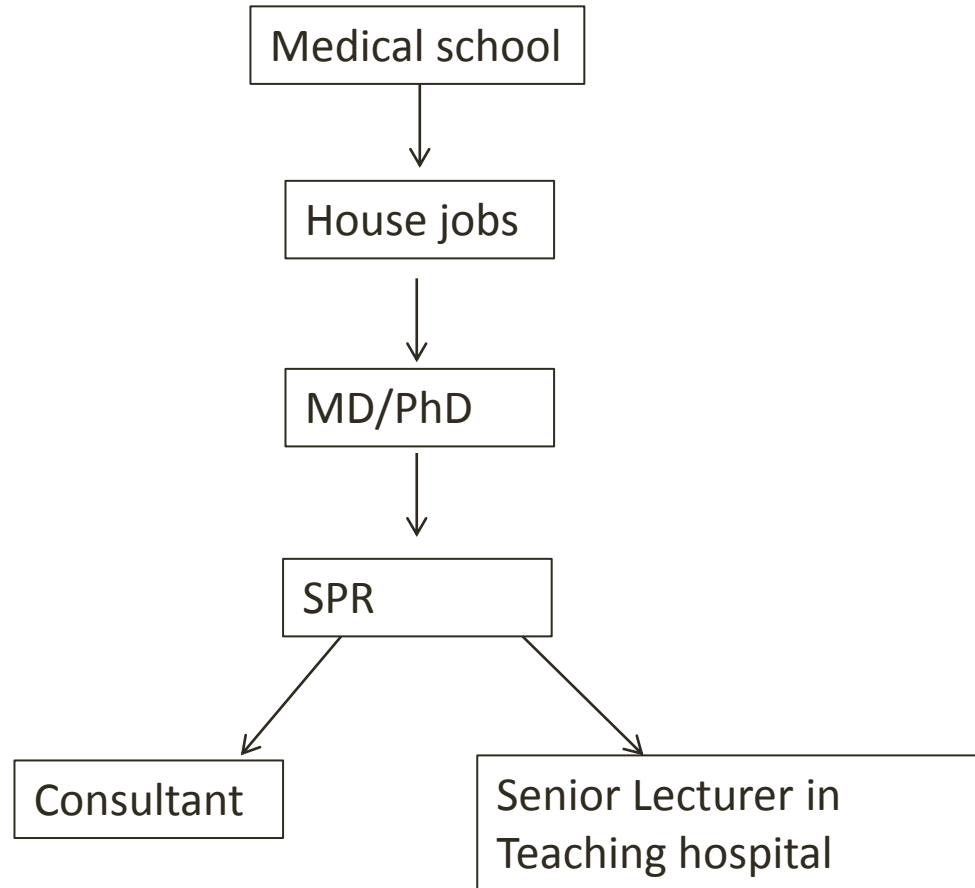 Medical school
House jobs
MD/PhD
SPR
Consultant
Senior Lecturer in
Teaching hospital